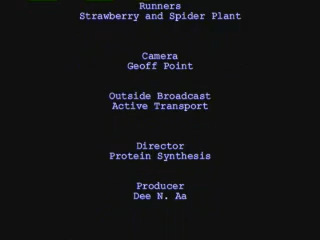 Runners
Strawberry and Spider Plant
Camera
Geoff Point
Outside Broadcast
Active Transport
Director
Protein Synthesis
Producer
Dee N. Aa